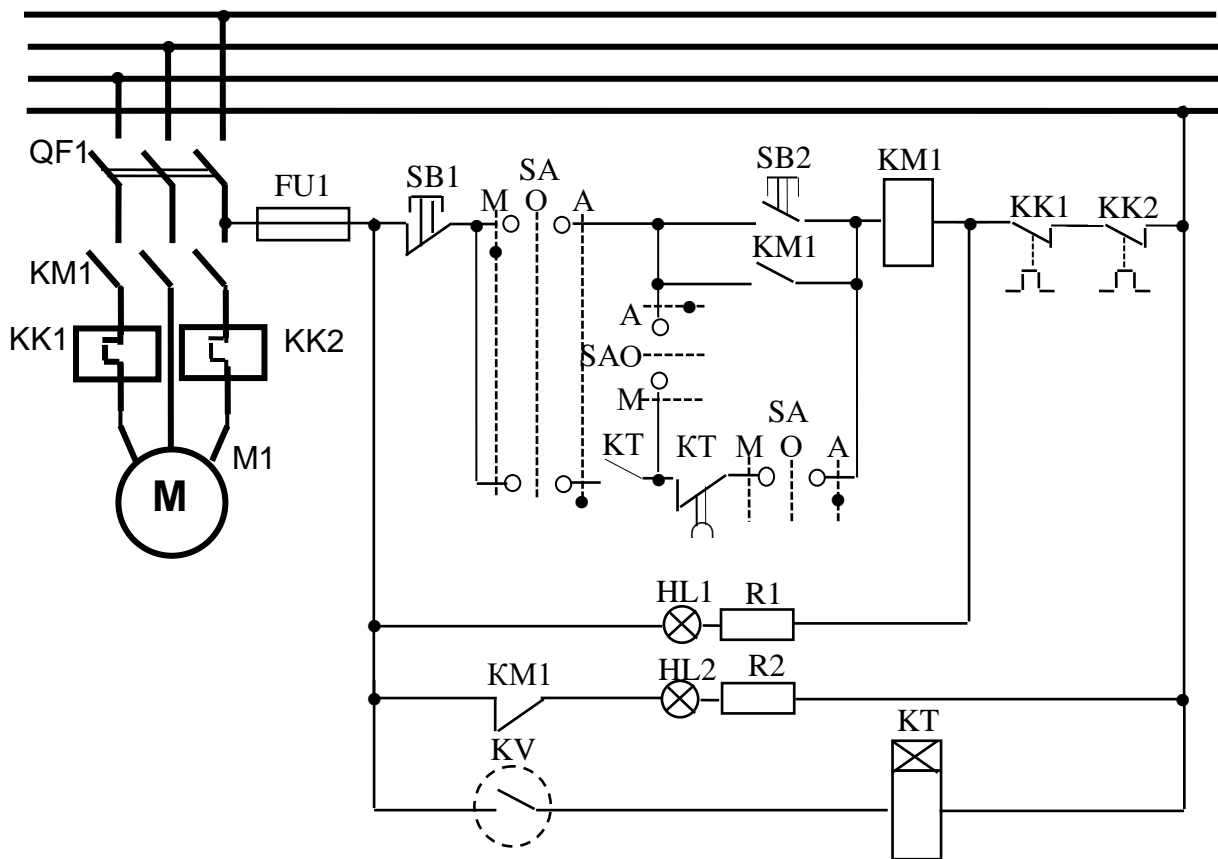 QF1
FU1
SB1
SA
M O A
SB2
KM1
KK1 KK2
KM1
KM1
KK1
KK2
A
SAO
M
SA
KT KT M O A
M1
M
HL1 R1
KM1 HL2 R2
KV KT